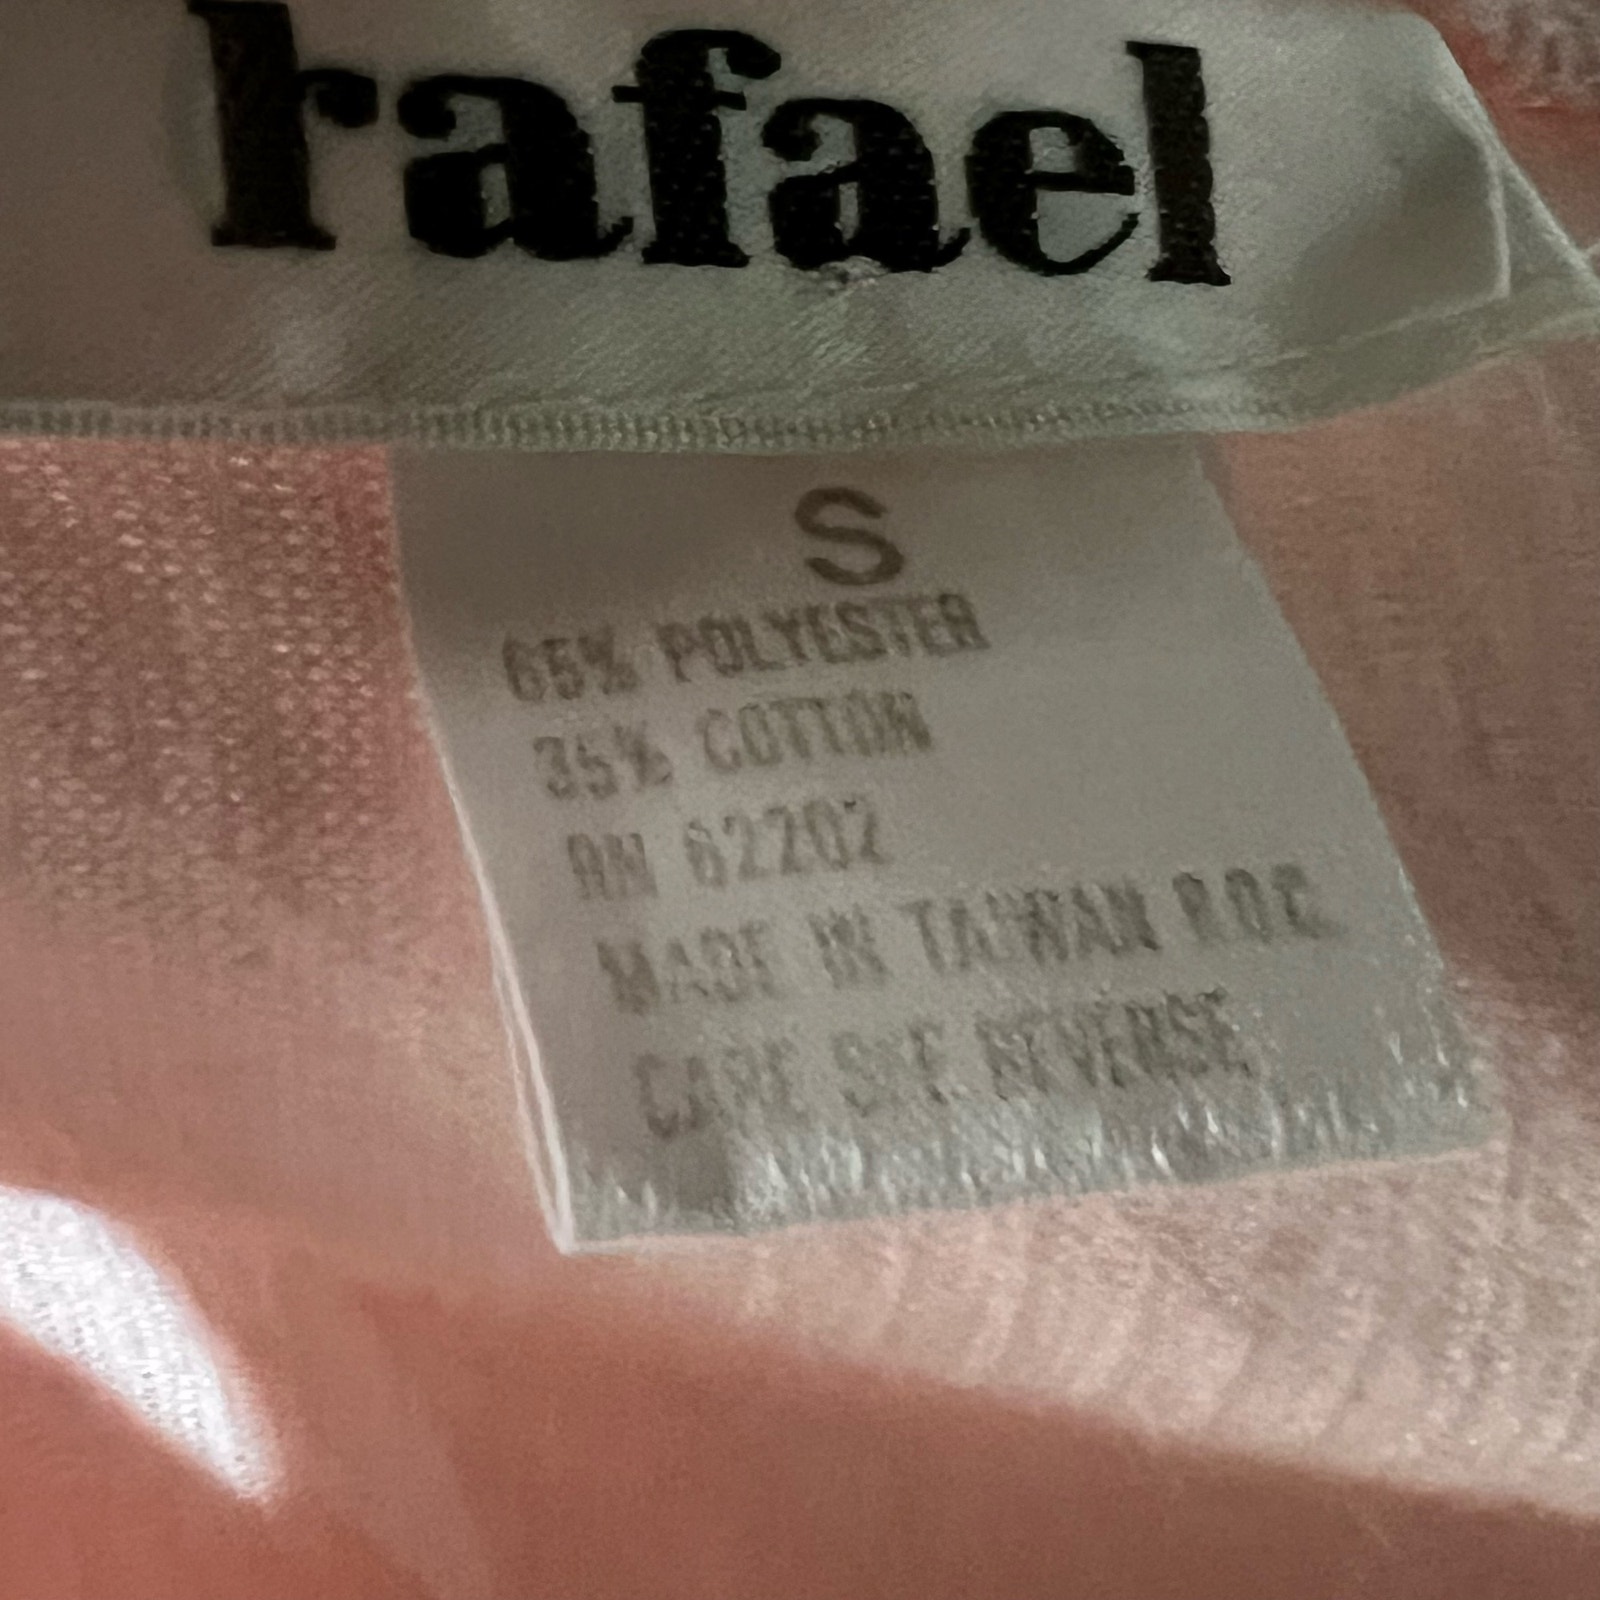 rafael
S
65% POLYESTER
35% COTTON
RN 62202
MADE IN TAIWAN R.O.C.
CARE SEE REVERSE